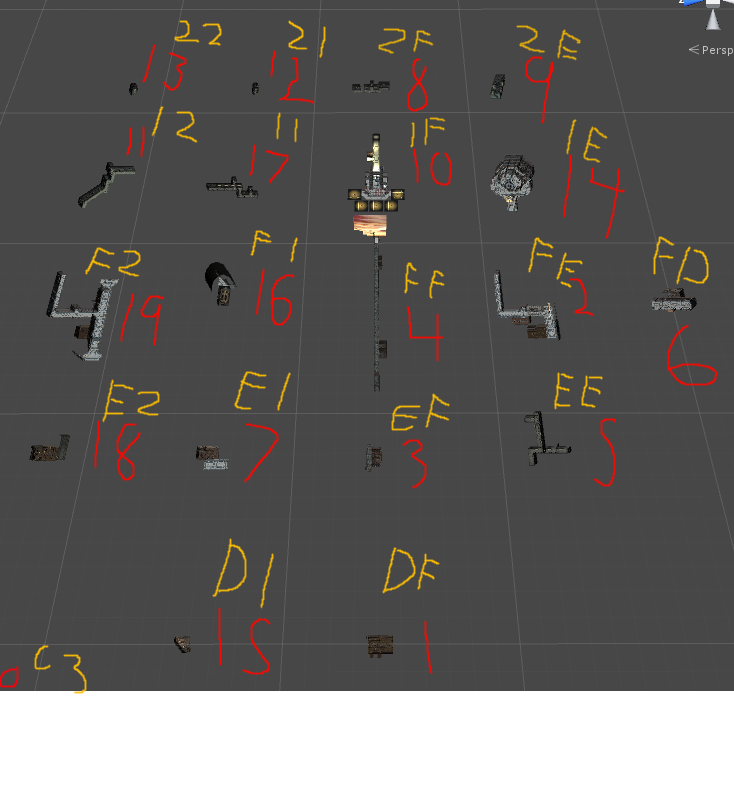 22 21 2F 2E
13 12 8 9
Persp
12 11 1F 1E
11 17 10 14
F2 F1 FF FE FD
19 16 4 2 6
E2 E1 EF EE
18 7 3 5
D1 DF
15 1
C3
0